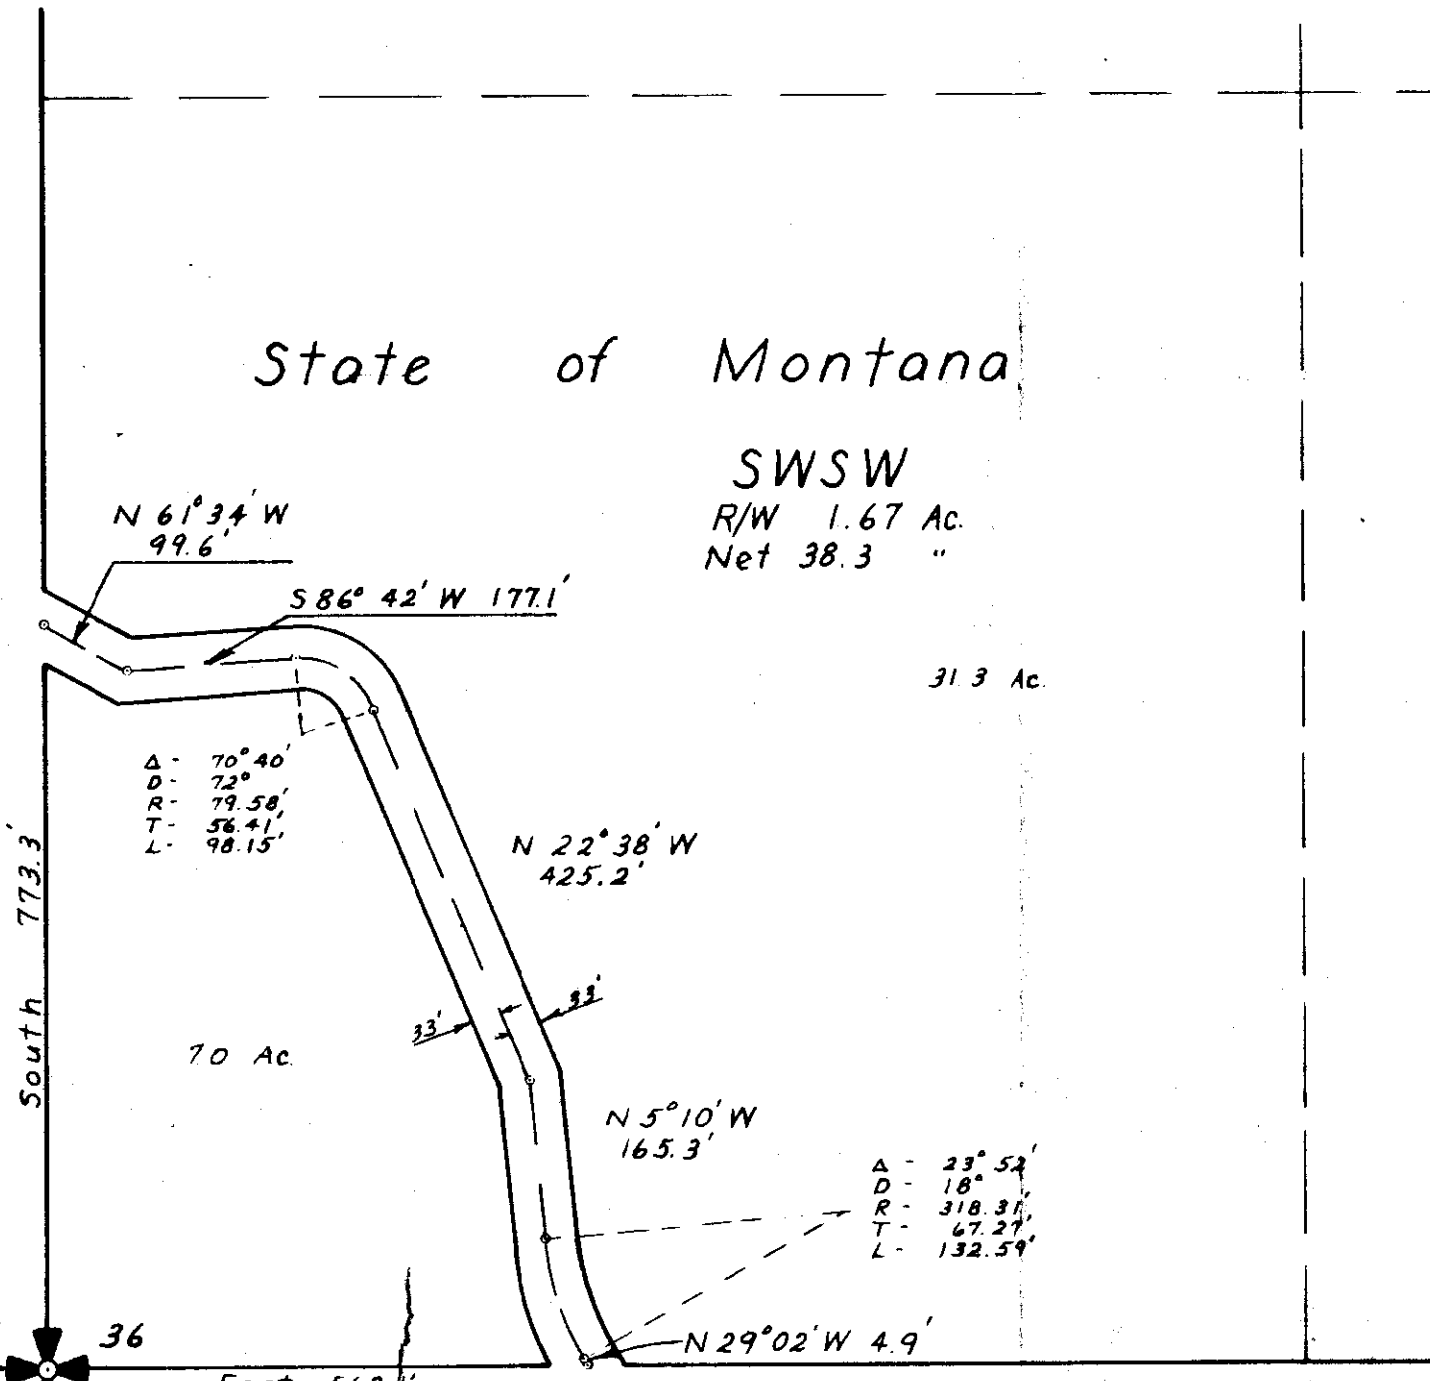 State of Montana
SWSW
R/W 1.67 Ac.
Net 38.3 "
N 61° 34' W
99.6'
S 86° 42' W 177.1'
31.3 Ac.
Δ - 70° 40'
D - 72°
R - 79.58'
T - 56.41'
L - 98.15'
N 22° 38' W
425.2'
South 773.3'
33'
33'
7.0 Ac.
N 5° 10' W
165.3'
Δ - 23° 52'
D - 18°
R - 318.31'
T - 67.27'
L - 132.59'
36
N 29° 02' W 4.9'